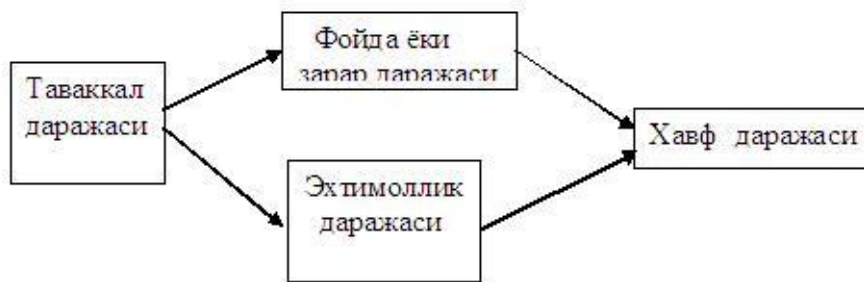 Таваккал
даражаси
Фойда ёки
зарар даражаси
Эхтимоллик
даражаси
Хавф даражаси